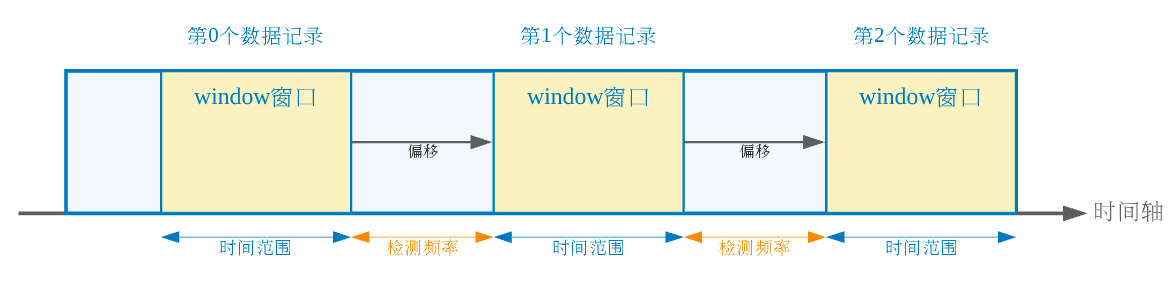 第0个数据记录
第1个数据记录
第2个数据记录
window窗口
window窗口
window窗口
偏移
偏移
时间轴
时间范围
检测频率
时间范围
检测频率
时间范围